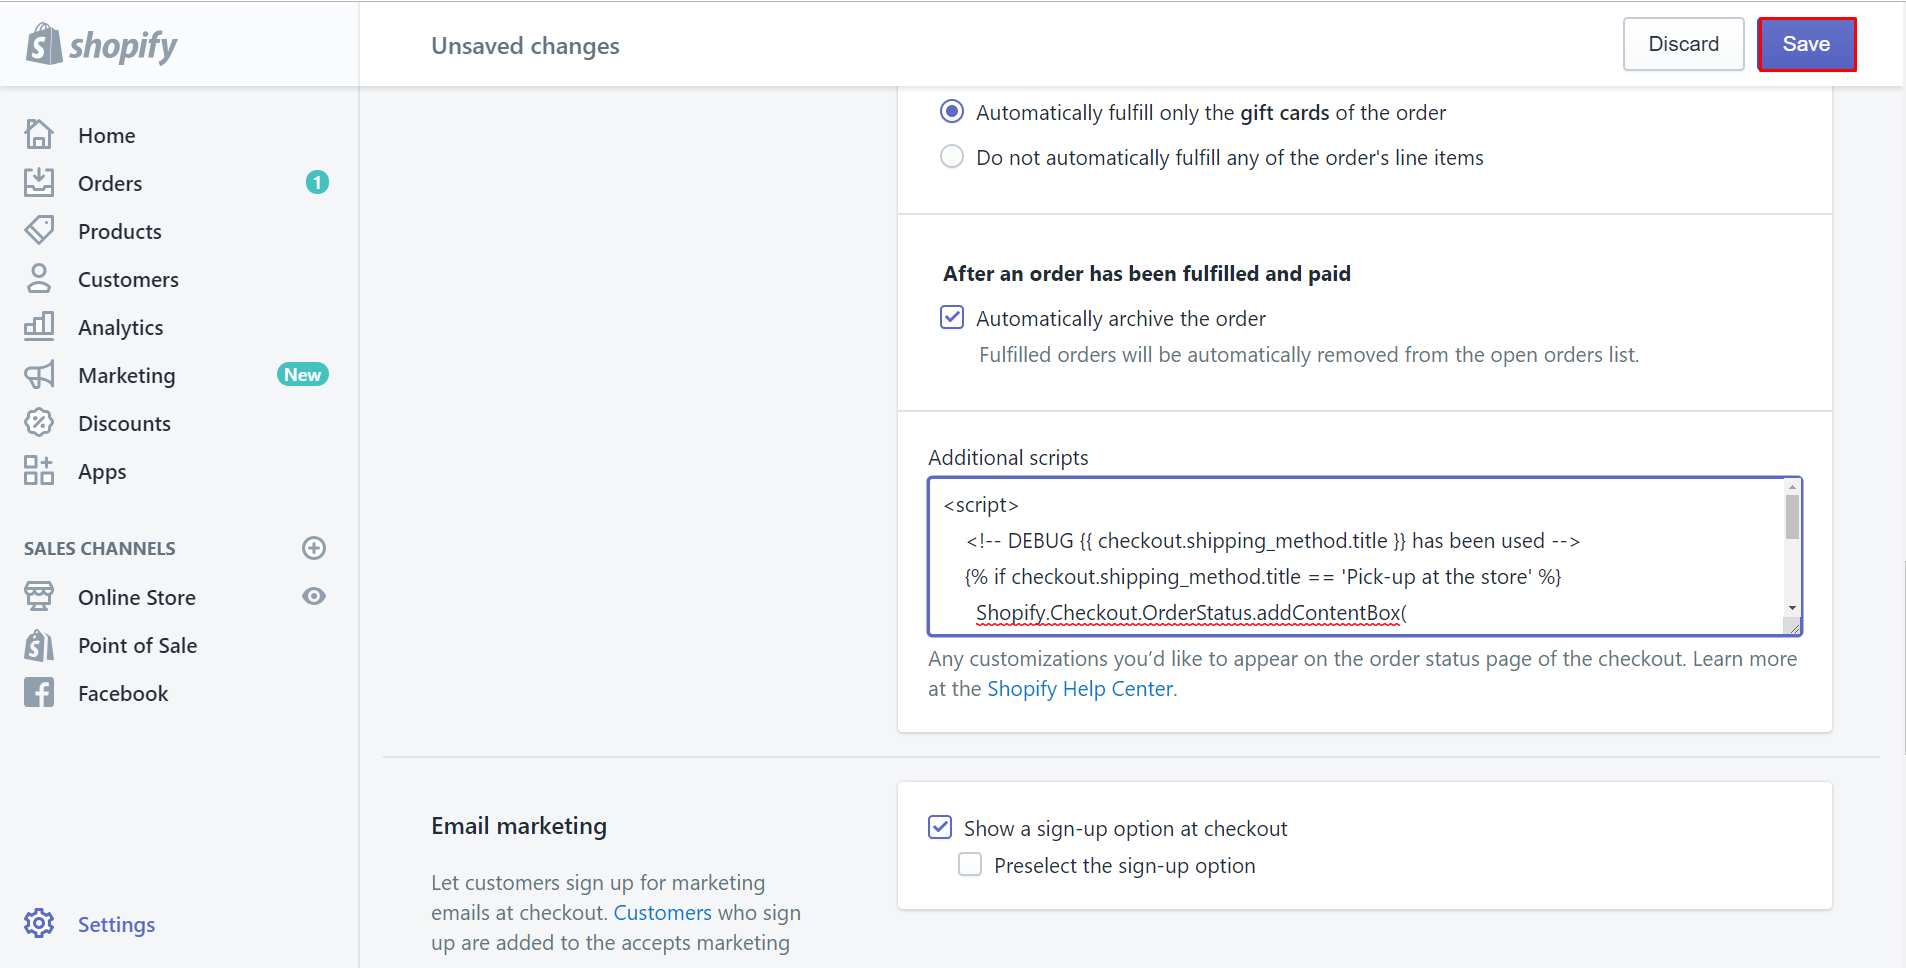 shopify
Unsaved changes
Discard
Save
Home
Orders
1
Products
Customers
Analytics
Marketing
New
Discounts
Apps
SALES CHANNELS
Online Store
Point of Sale
Facebook
Settings
Automatically fulfill only the gift cards of the order
Do not automatically fulfill any of the order's line items
After an order has been fulfilled and paid
Automatically archive the order
Fulfilled orders will be automatically removed from the open orders list.
Additional scripts
<script>
<!-- DEBUG {{ checkout.shipping_method.title }} has been used -->
{% if checkout.shipping_method.title == 'Pick-up at the store' %}
Shopify.Checkout.OrderStatus.addContentBox(
Any customizations you’d like to appear on the order status page of the checkout. Learn more
at the Shopify Help Center.
Email marketing
Let customers sign up for marketing
emails at checkout. Customers who sign
up are added to the accepts marketing
Show a sign-up option at checkout
Preselect the sign-up option